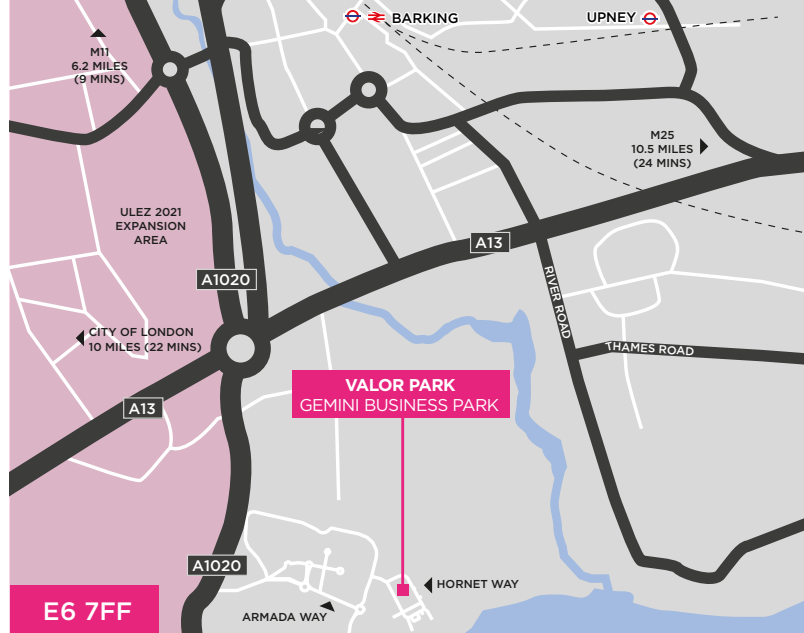 BARKING
UPNEY
M11
6.2 MILES
(9 MINS)
M25
10.5 MILES
(24 MINS)
ULEZ 2021
EXPANSION
AREA
A13
A1020
RIVER ROAD
CITY OF LONDON
10 MILES (22 MINS)
THAMES ROAD
VALOR PARK
GEMINI BUSINESS PARK
A13
A1020
HORNET WAY
ARMADA WAY
E6 7FF